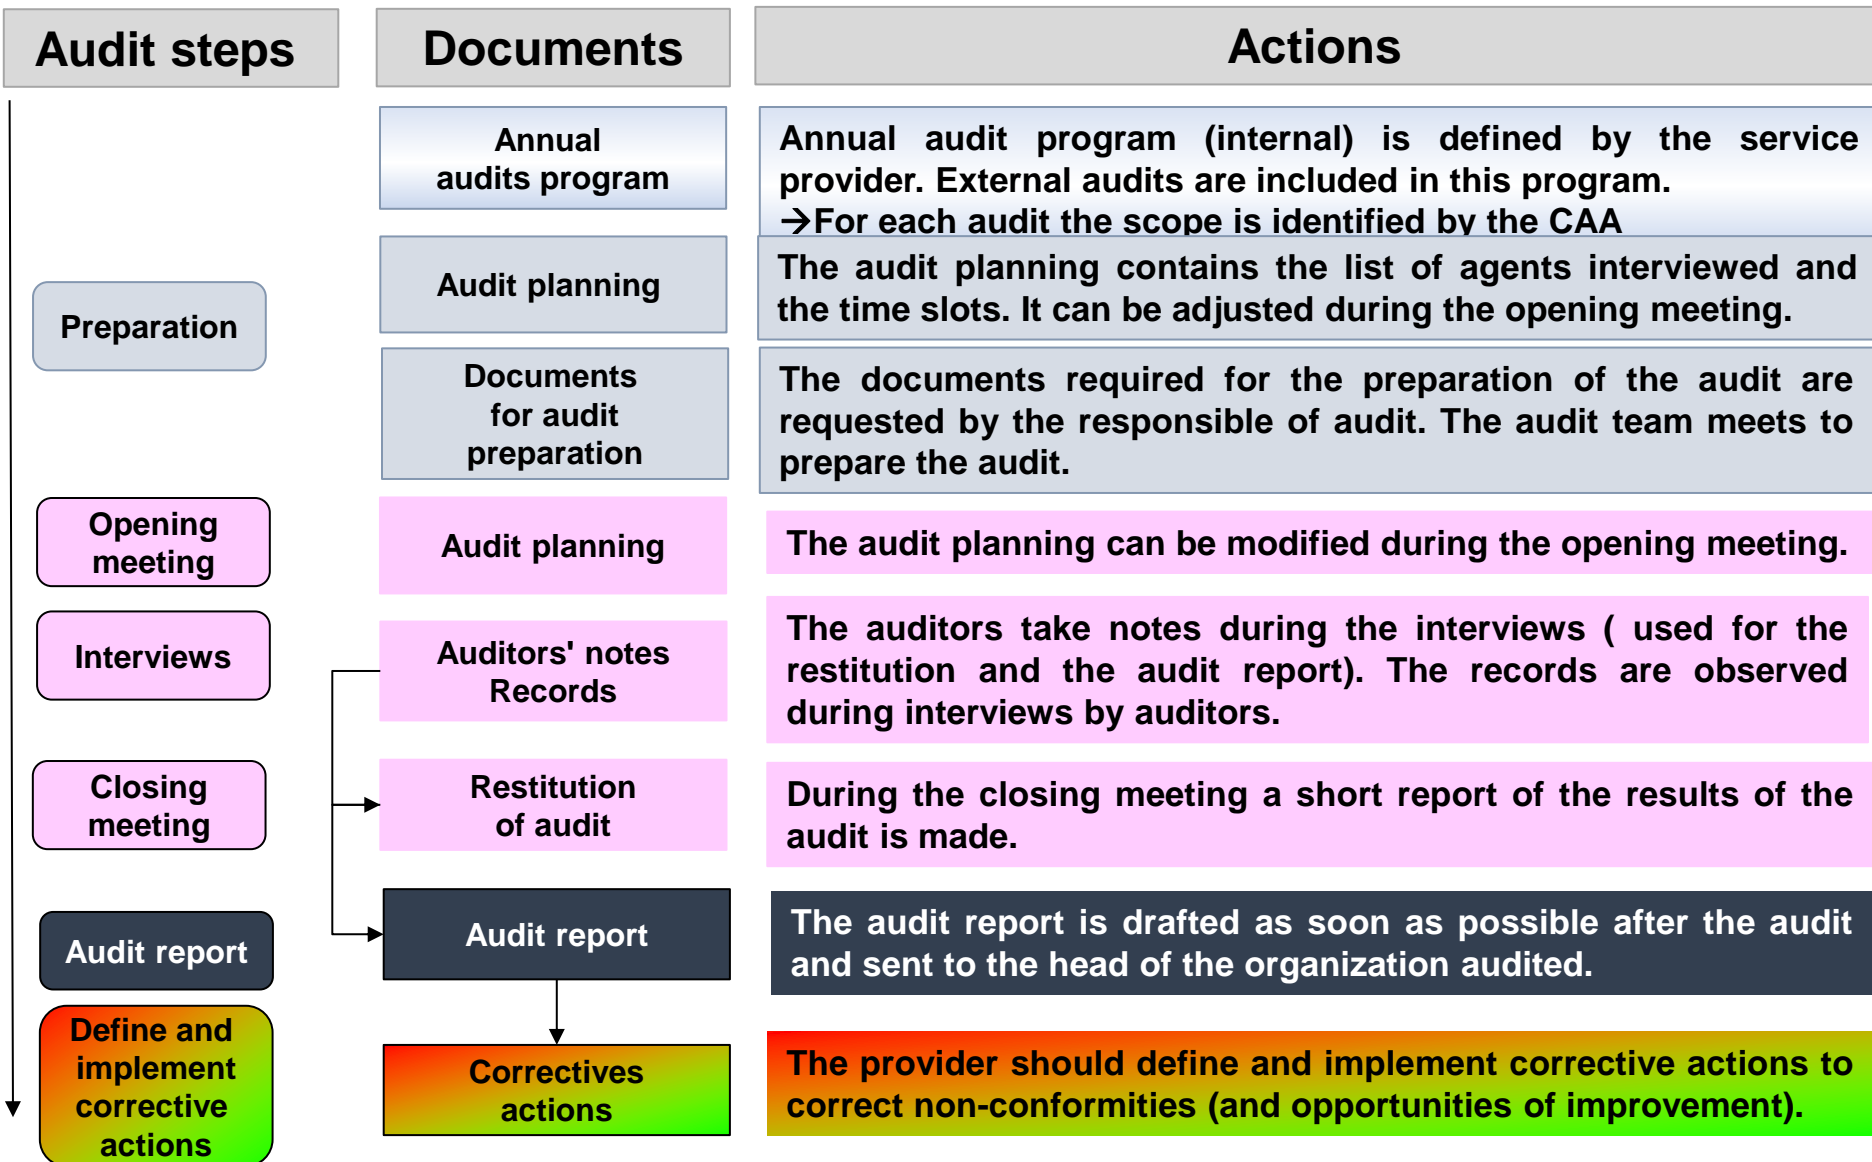 Audit steps
Documents
Actions
Annual
audits program
Annual audit program (internal) is defined by the service
provider. External audits are included in this program.
→For each audit the scope is identified by the CAA
Preparation
Audit planning
The audit planning contains the list of agents interviewed and
the time slots. It can be adjusted during the opening meeting.
Documents
for audit
preparation
The documents required for the preparation of the audit are
requested by the responsible of audit. The audit team meets to
prepare the audit.
Opening
meeting
Audit planning
The audit planning can be modified during the opening meeting.
Interviews
Auditors' notes
Records
The auditors take notes during the interviews ( used for the
restitution and the audit report). The records are observed
during interviews by auditors.
Closing
meeting
Restitution
of audit
During the closing meeting a short report of the results of the
audit is made.
Audit report
Audit report
The audit report is drafted as soon as possible after the audit
and sent to the head of the organization audited.
Define and
implement
corrective
actions
Correctives
actions
The provider should define and implement corrective actions to
correct non-conformities (and opportunities of improvement).